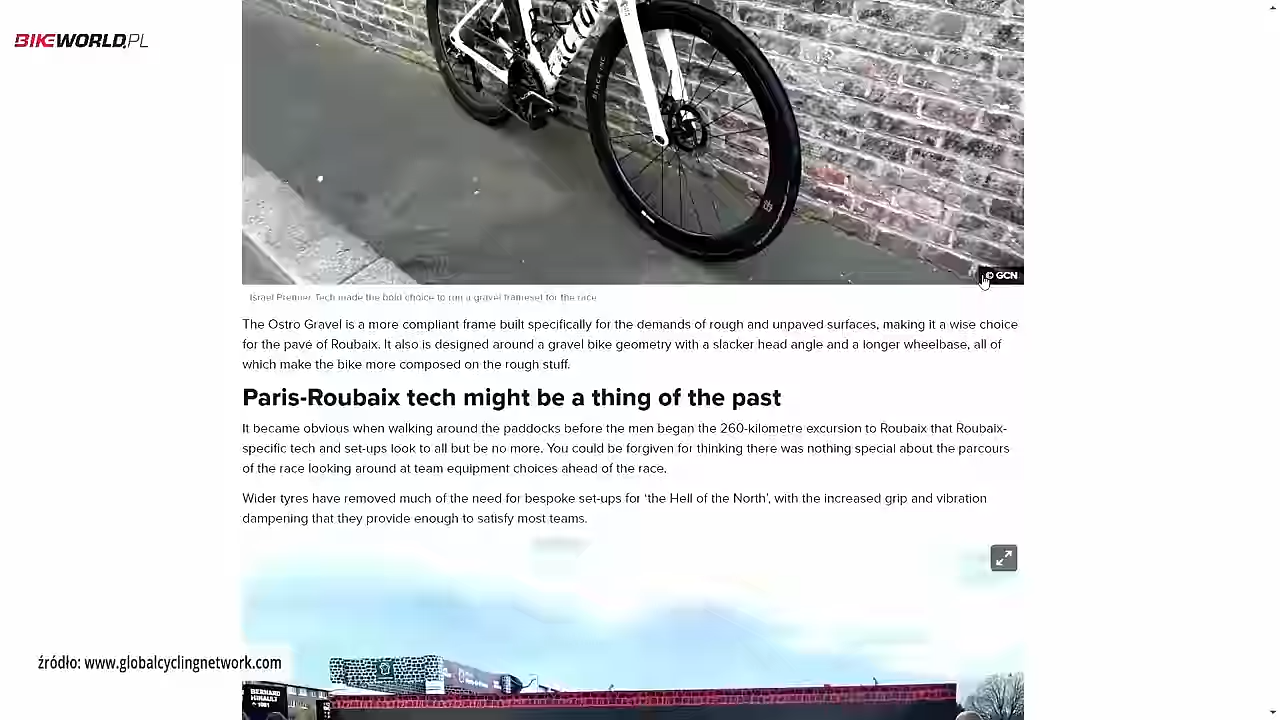 BIKEWORLD.PL
FACTOR
BLACK INC
© GCN
Israel Premier Tech made the bold choice to run a gravel frameset for the race
The Ostro Gravel is a more compliant frame built specifically for the demands of rough and unpaved surfaces, making it a wise choice
for the pavé of Roubaix. It also is designed around a gravel bike geometry with a slacker head angle and a longer wheelbase, all of
which make the bike more composed on the rough stuff.
Paris-Roubaix tech might be a thing of the past
It became obvious when walking around the paddocks before the men began the 260-kilometre excursion to Roubaix that Roubaix-
specific tech and set-ups look to all but be no more. You could be forgiven for thinking there was nothing special about the parcours
of the race looking around at team equipment choices ahead of the race.
Wider tyres have removed much of the need for bespoke set-ups for ‘the Hell of the North’, with the increased grip and vibration
dampening that they provide enough to satisfy most teams.
źródło: www.globalcyclingnetwork.com
BERNARD
HINAULT
1981